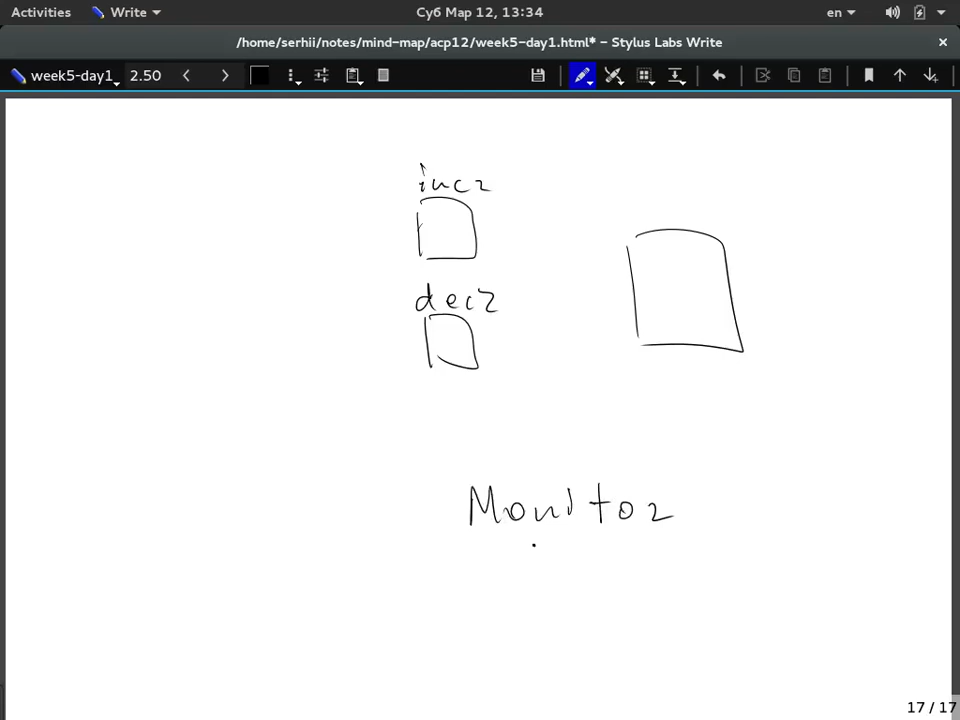 Activities Write Суб Мар 12, 13:34 en
/home/serhii/notes/mind-map/acp12/week5-day1.html* – Stylus Labs Write
week5-day1 2.50
incr
decr
Monitor
17 / 17